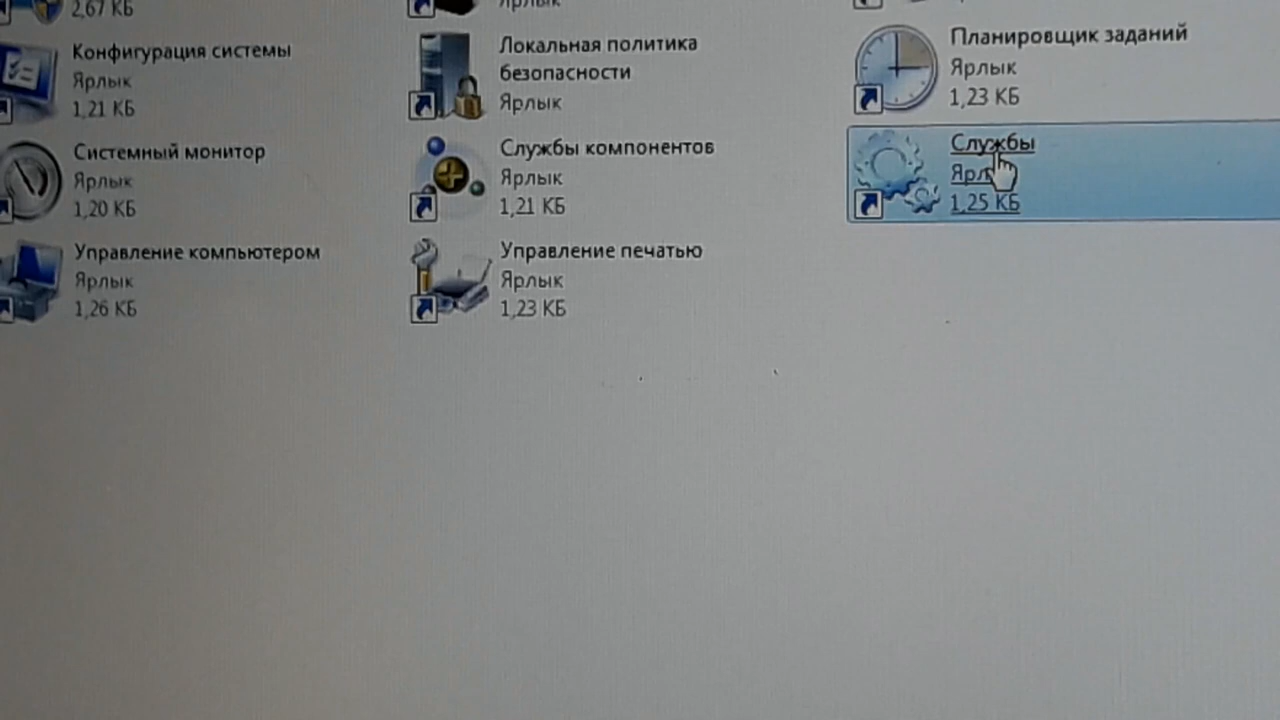 2,67 КБ
Ярлык
Конфигурация системы
Ярлык
1,21 КБ
Локальная политика
безопасности
Ярлык
Планировщик заданий
Ярлык
1,23 КБ
Системный монитор
Ярлык
1,20 КБ
Службы компонентов
Ярлык
1,21 КБ
Службы
Ярл
1,25 КБ
Управление компьютером
Ярлык
1,26 КБ
Управление печатью
Ярлык
1,23 КБ